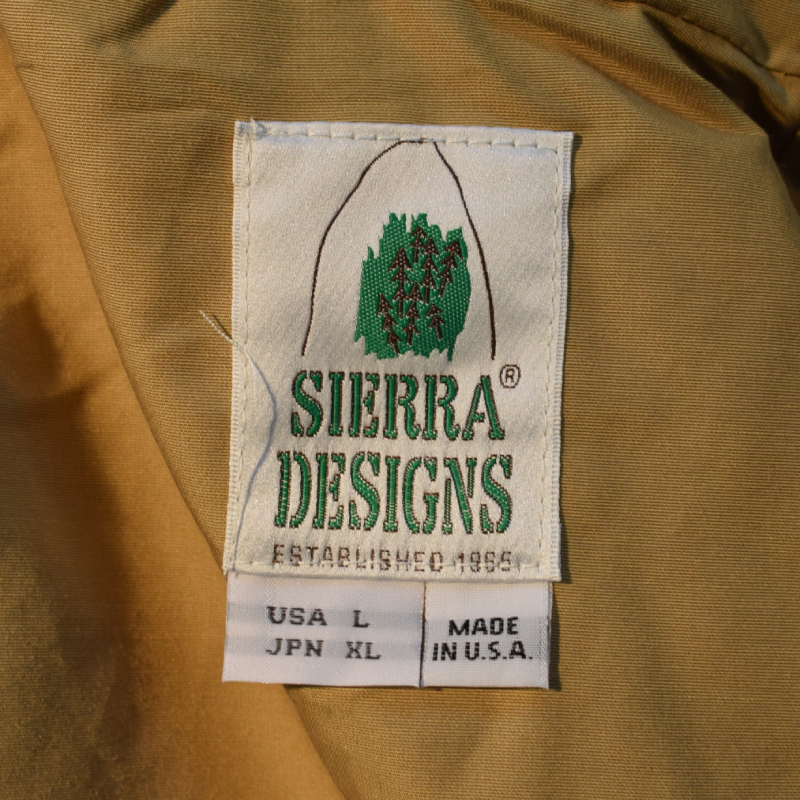 SIERRA®
DESIGNS
ESTABLISHED 1965
USA L
JPN XL
MADE
IN U.S.A.